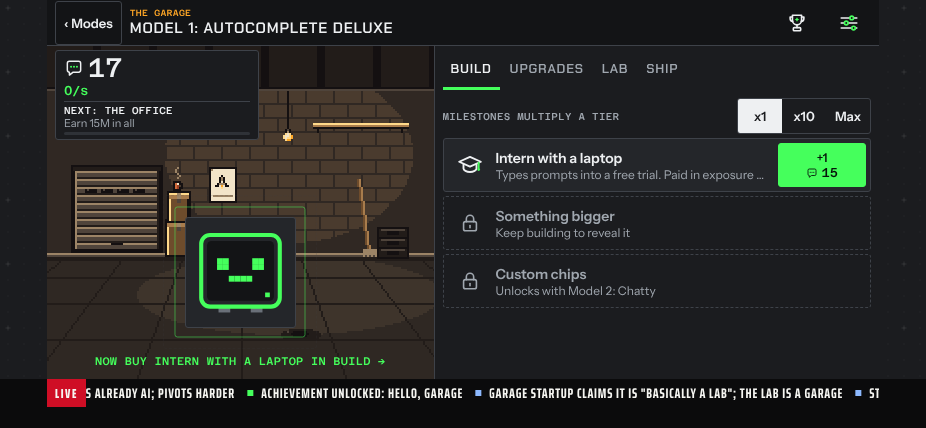 ‹ Modes
THE GARAGE
MODEL 1: AUTOCOMPLETE DELUXE
17
0/s
NEXT: THE OFFICE
Earn 15M in all
NOW BUY INTERN WITH A LAPTOP IN BUILD →
BUILD UPGRADES LAB SHIP
MILESTONES MULTIPLY A TIER
x1 x10 Max
Intern with a laptop
Types prompts into a free trial. Paid in exposure ...
+1
15
Something bigger
Keep building to reveal it
Custom chips
Unlocks with Model 2: Chatty
LIVE S ALREADY AI; PIVOTS HARDER ■ ACHIEVEMENT UNLOCKED: HELLO, GARAGE ■ GARAGE STARTUP CLAIMS IT IS "BASICALLY A LAB"; THE LAB IS A GARAGE ■ ST